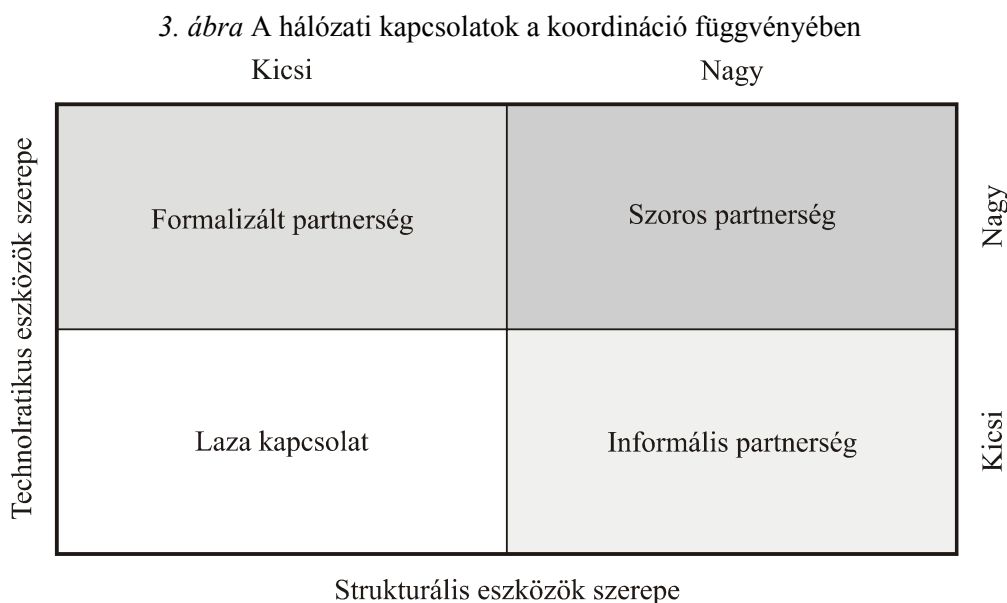 3. ábra A hálózati kapcsolatok a koordináció függvényében
Kicsi
Nagy
Technolratikus eszközök szerepe
Formalizált partnerség
Szoros partnerség
Nagy
Laza kapcsolat
Informális partnerség
Kicsi
Strukturális eszközök szerepe